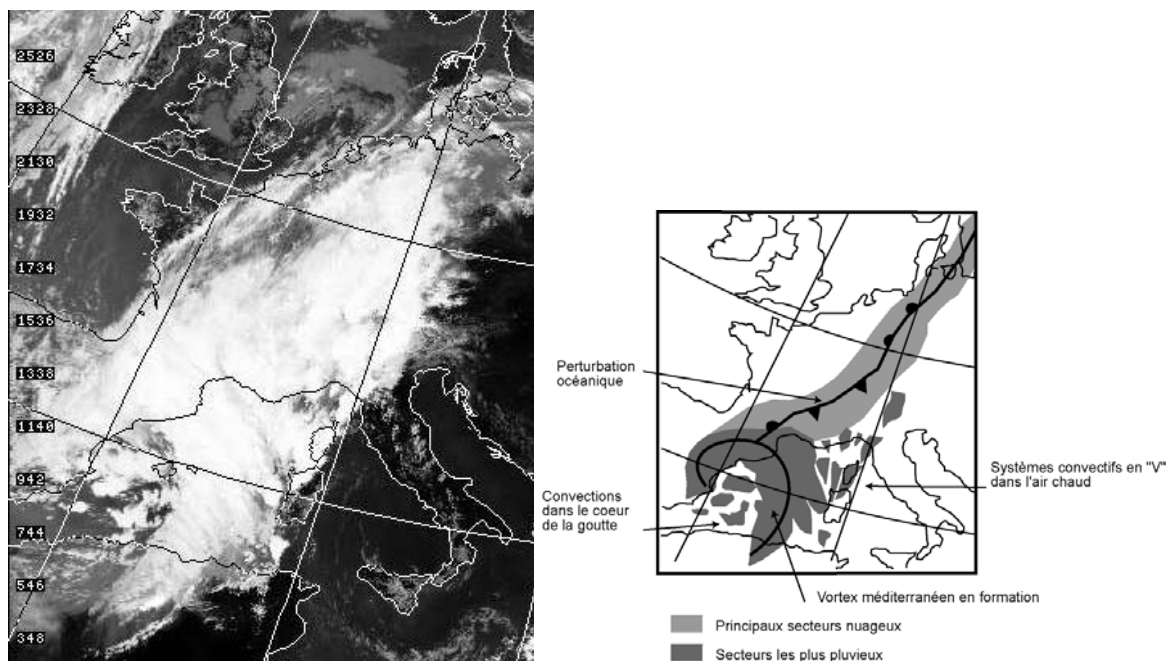 2526
2328
2130
1932
1734
1536
1338
1140
942
744
546
348
Perturbation
océanique
Systèmes convectifs en "V"
dans l'air chaud
Convections
dans le coeur
de la goutte
Vortex méditerranéen en formation
Principaux secteurs nuageux
Secteurs les plus pluvieux